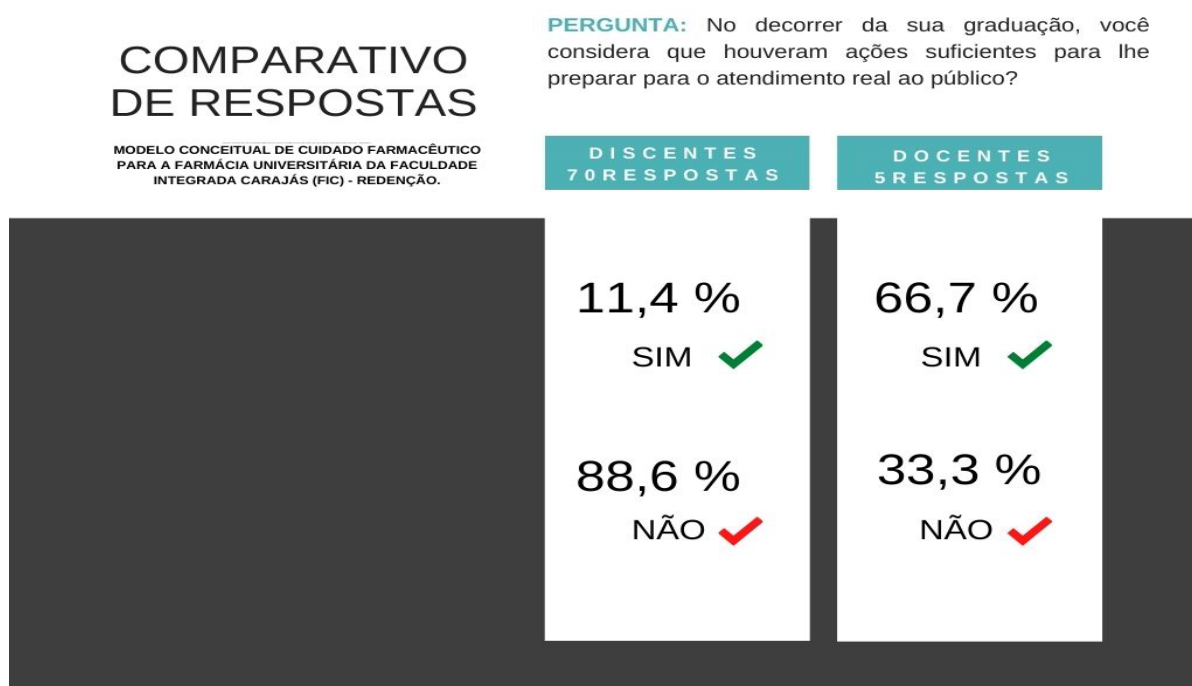 COMPARATIVO
DE RESPOSTAS
MODELO CONCEITUAL DE CUIDADO FARMACÊUTICO
PARA A FARMÁCIA UNIVERSITÁRIA DA FACULDADE
INTEGRADA CARAJÁS (FIC) - REDENÇÃO.
PERGUNTA: No decorrer da sua graduação, você
considera que houveram ações suficientes para lhe
preparar para o atendimento real ao público?
DISCENTES
70RESPOSTAS
11,4 %
SIM
88,6 %
NÃO
DOCENTES
5RESPOSTAS
66,7 %
SIM
33,3 %
NÃO